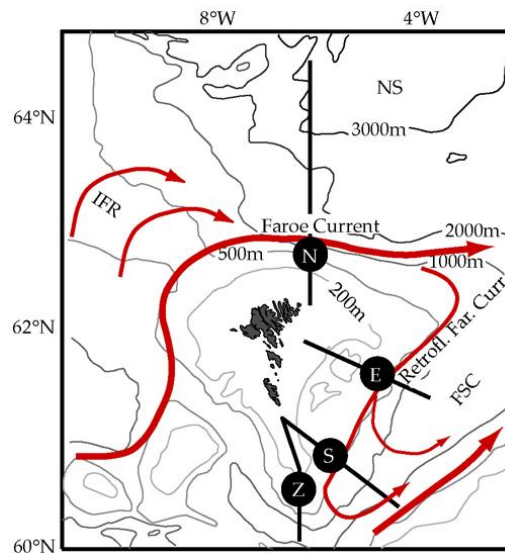 8°W 4°W
64°N
NS
3000m
IFR
Faroe Current
2000m
500m
1000m
N
200m
62°N
Retrofl. Far. Curr
E
FSC
S
Z
60°N